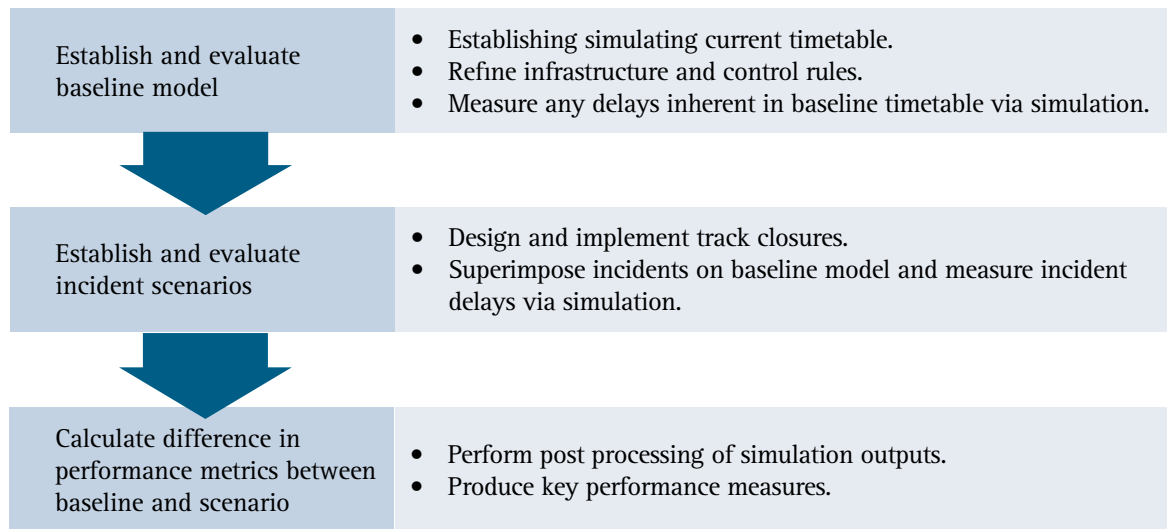 Establish and evaluate
baseline model
• Establishing simulating current timetable.
• Refine infrastructure and control rules.
• Measure any delays inherent in baseline timetable via simulation.
Establish and evaluate
incident scenarios
• Design and implement track closures.
• Superimpose incidents on baseline model and measure incident
delays via simulation.
Calculate difference in
performance metrics between
baseline and scenario
• Perform post processing of simulation outputs.
• Produce key performance measures.